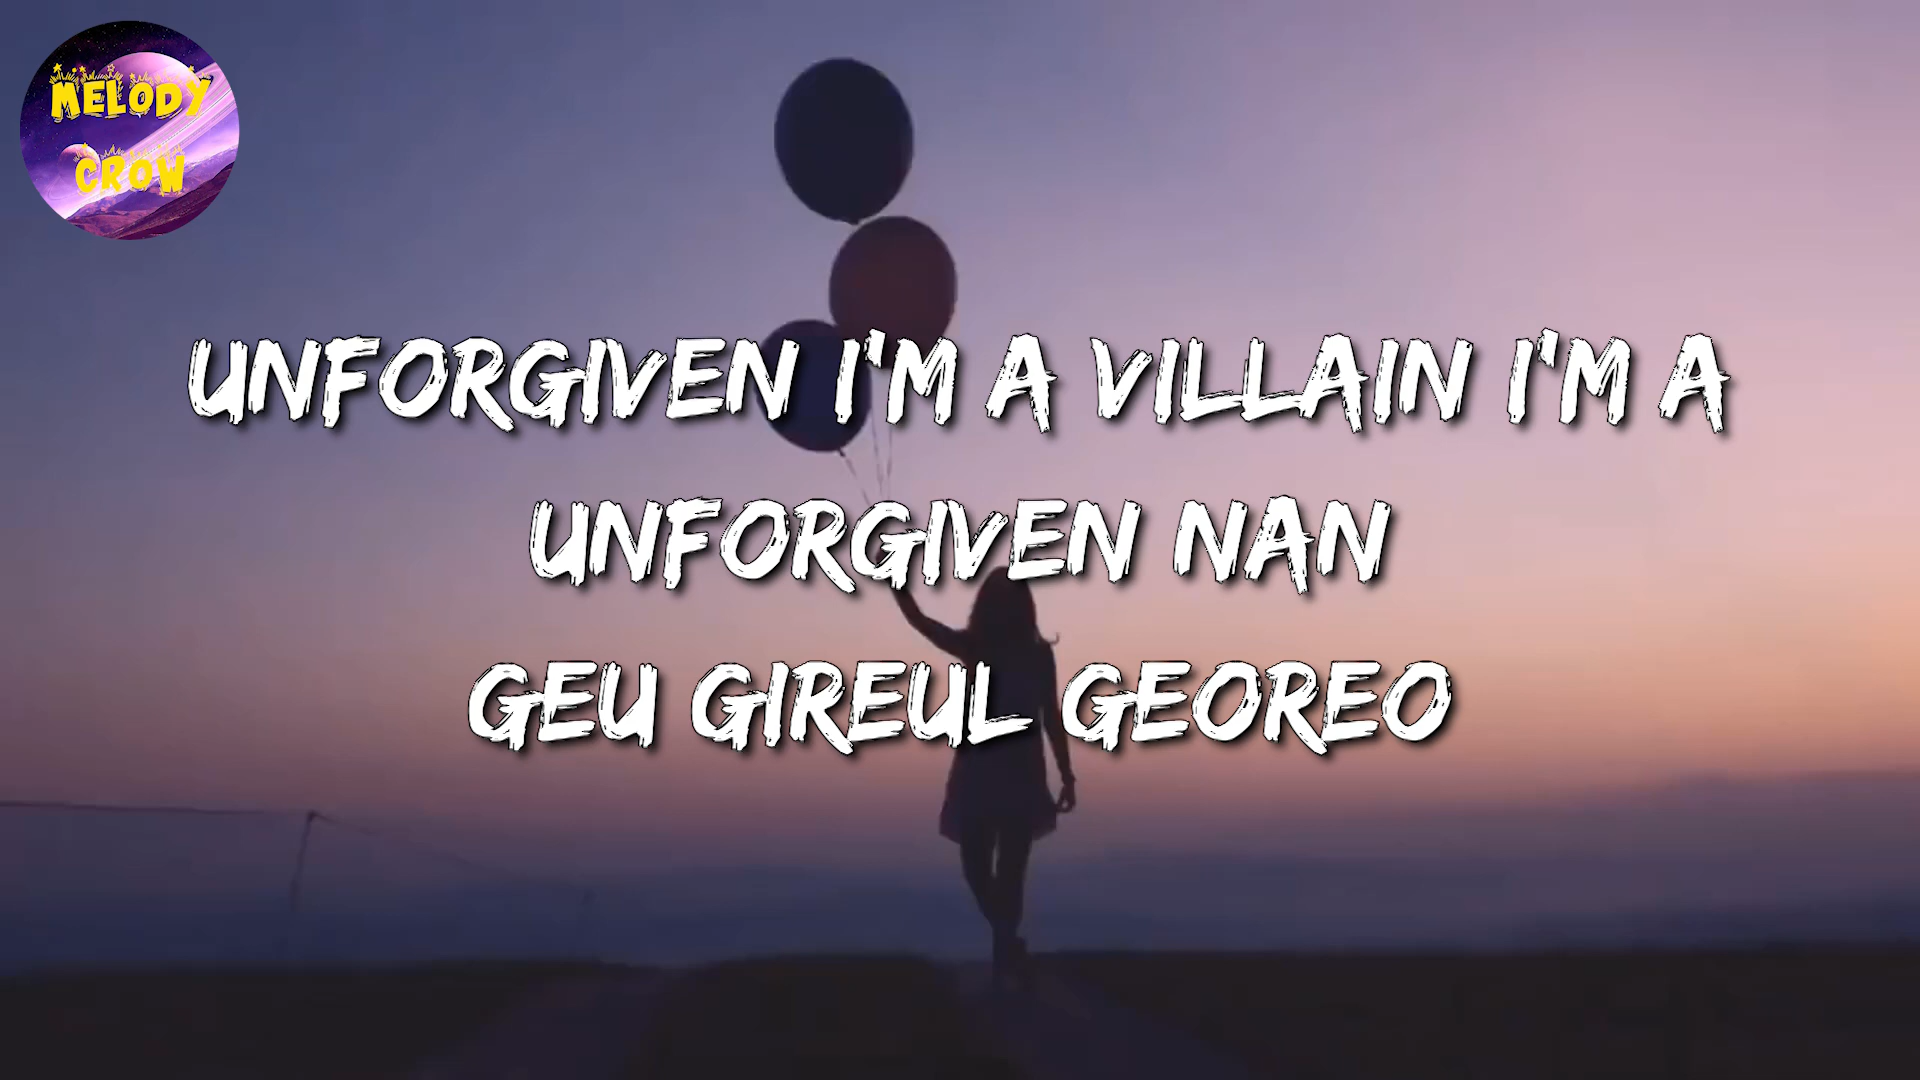 MELODY
CROW
UNFORGIVEN I'M A VILLAIN I'M A
UNFORGIVEN NAN
GEU GIREUL GEOREO